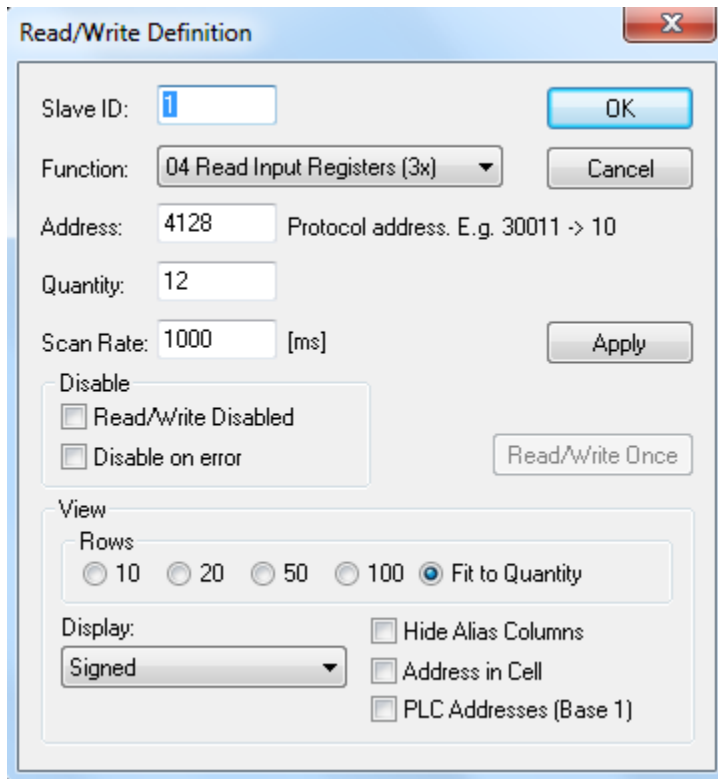 Read/Write Definition
Slave ID: 1 OK
Function: 04 Read Input Registers (3x) Cancel
Address: 4128 Protocol address. E.g. 30011 -> 10
Quantity: 12
Scan Rate: 1000 [ms] Apply
Disable
Read/Write Disabled
Disable on error Read/Write Once
View
Rows
10 20 50 100 Fit to Quantity
Display: Hide Alias Columns
Signed Address in Cell
PLC Addresses (Base 1)